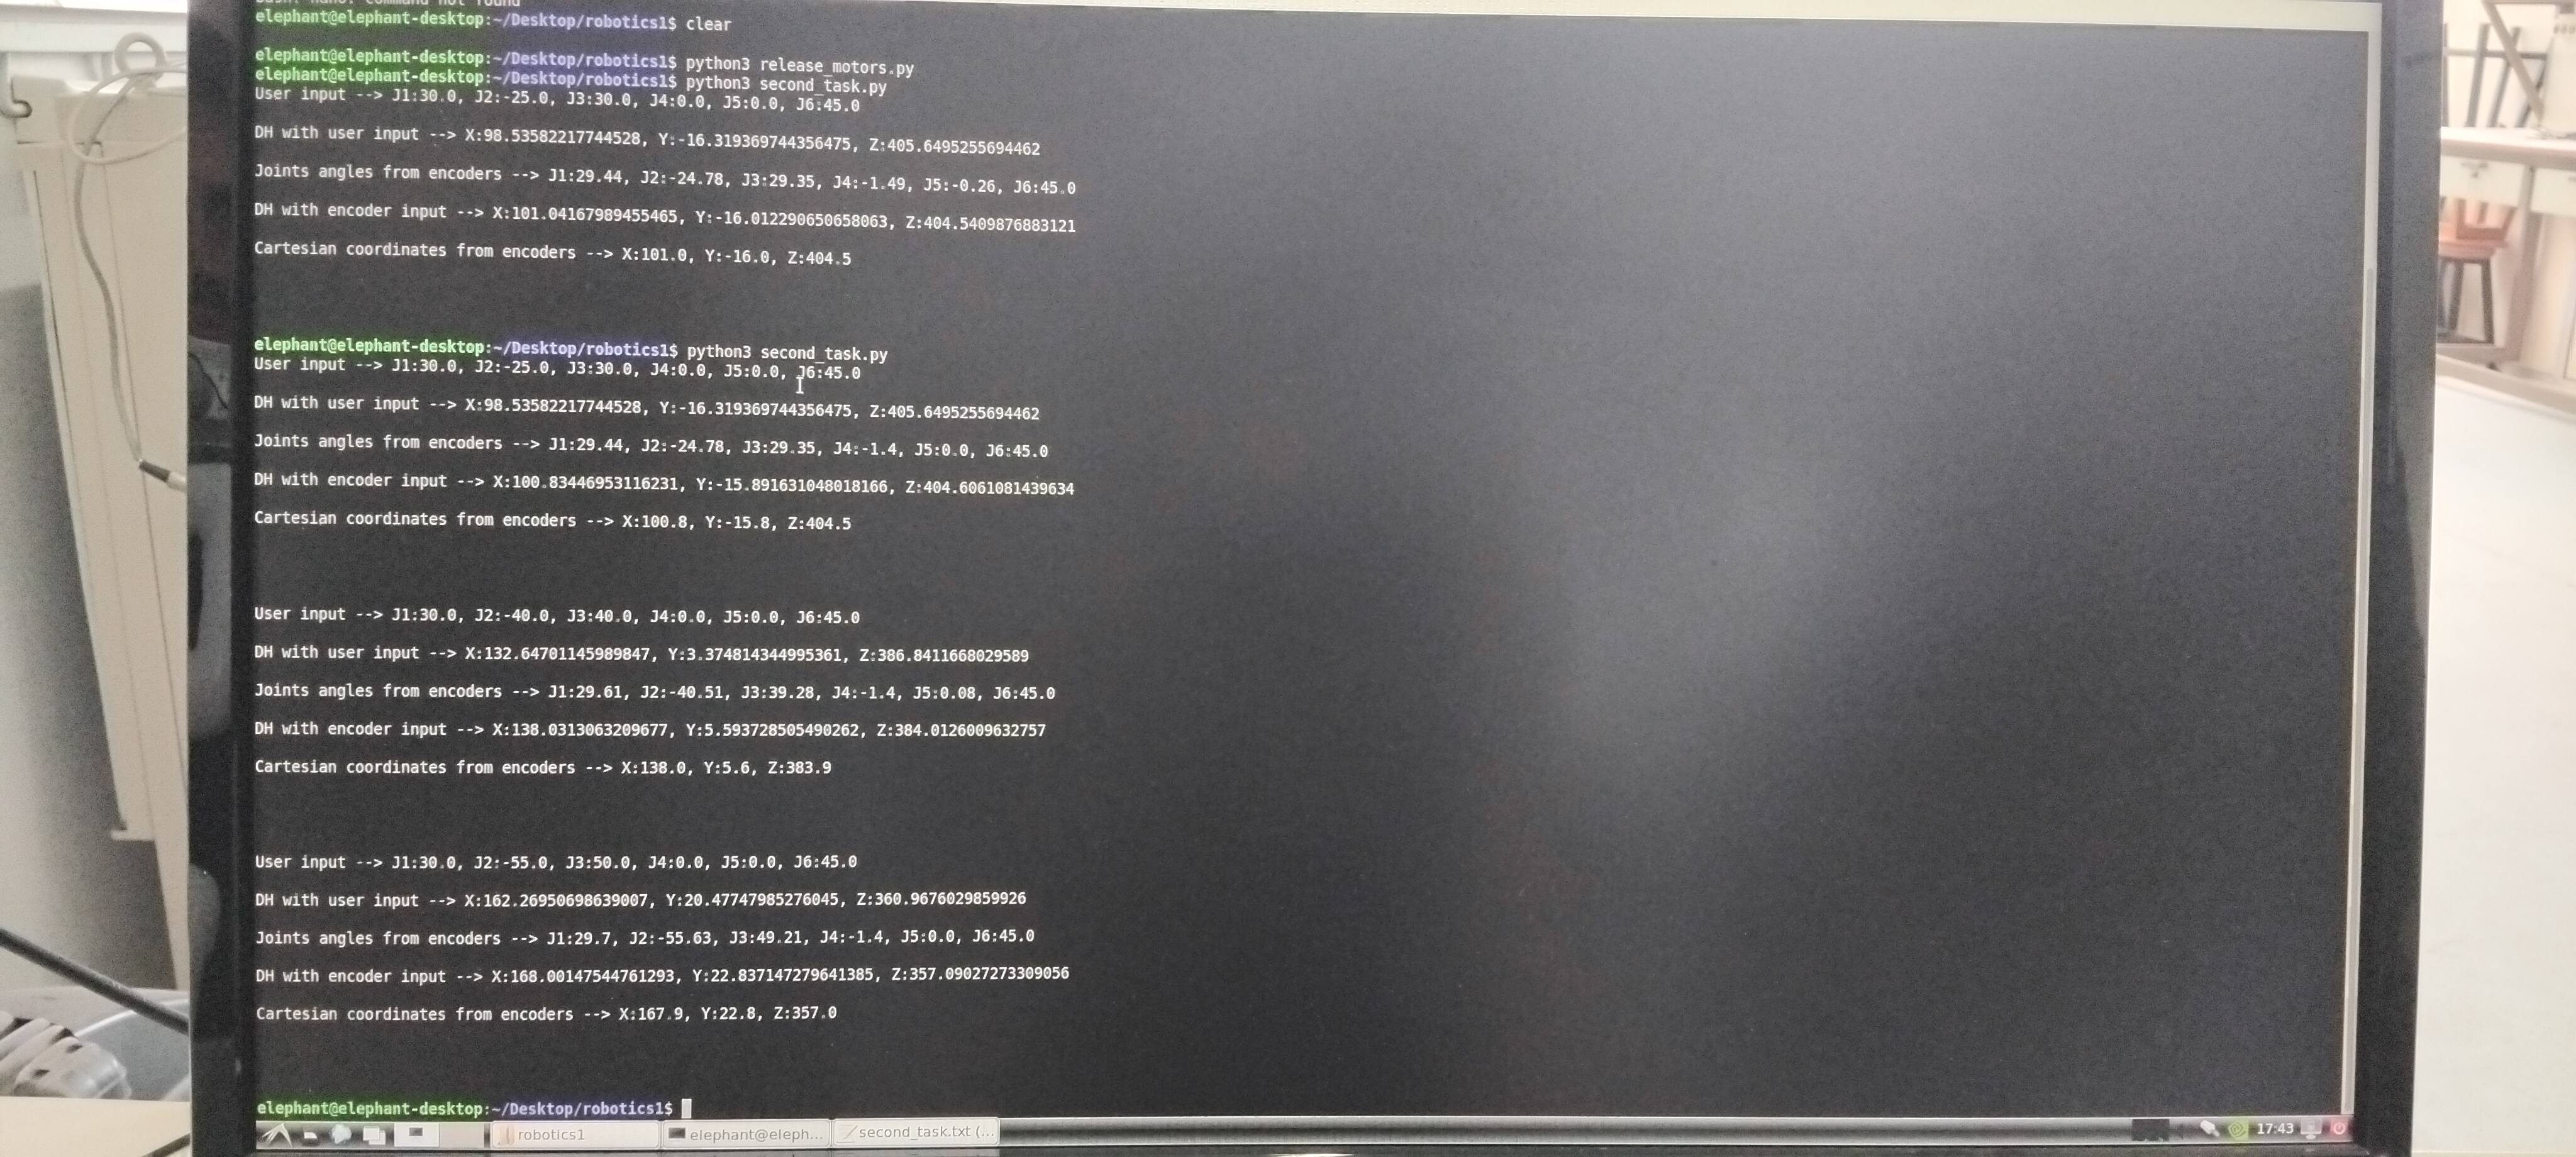 bash: nano: command not found
elephant@elephant-desktop:~/Desktop/robotics1$ clear
elephant@elephant-desktop:~/Desktop/robotics1$ python3 release_motors.py
elephant@elephant-desktop:~/Desktop/robotics1$ python3 second_task.py
User input --> J1:30.0, J2:-25.0, J3:30.0, J4:0.0, J5:0.0, J6:45.0
DH with user input --> X:98.53582217744528, Y:-16.319369744356475, Z:405.6495255694462
Joints angles from encoders --> J1:29.44, J2:-24.78, J3:29.35, J4:-1.49, J5:-0.26, J6:45.0
DH with encoder input --> X:101.04167989455465, Y:-16.012290650658063, Z:404.5409876883121
Cartesian coordinates from encoders --> X:101.0, Y:-16.0, Z:404.5
elephant@elephant-desktop:~/Desktop/robotics1$ python3 second_task.py
User input --> J1:30.0, J2:-25.0, J3:30.0, J4:0.0, J5:0.0, J6:45.0
DH with user input --> X:98.53582217744528, Y:-16.319369744356475, Z:405.6495255694462
Joints angles from encoders --> J1:29.44, J2:-24.78, J3:29.35, J4:-1.4, J5:0.0, J6:45.0
DH with encoder input --> X:100.83446953116231, Y:-15.891631048018166, Z:404.6061081439634
Cartesian coordinates from encoders --> X:100.8, Y:-15.8, Z:404.5
User input --> J1:30.0, J2:-40.0, J3:40.0, J4:0.0, J5:0.0, J6:45.0
DH with user input --> X:132.64701145989847, Y:3.374814344995361, Z:386.8411668029589
Joints angles from encoders --> J1:29.61, J2:-40.51, J3:39.28, J4:-1.4, J5:0.08, J6:45.0
DH with encoder input --> X:138.0313063209677, Y:5.593728505490262, Z:384.0126009632757
Cartesian coordinates from encoders --> X:138.0, Y:5.6, Z:383.9
User input --> J1:30.0, J2:-55.0, J3:50.0, J4:0.0, J5:0.0, J6:45.0
DH with user input --> X:162.26950698639007, Y:20.47747985276045, Z:360.9676029859926
Joints angles from encoders --> J1:29.7, J2:-55.63, J3:49.21, J4:-1.4, J5:0.0, J6:45.0
DH with encoder input --> X:168.00147544761293, Y:22.837147279641385, Z:357.09027273309056
Cartesian coordinates from encoders --> X:167.9, Y:22.8, Z:357.0
elephant@elephant-desktop:~/Desktop/robotics1$
robotics1
elephant@eleph...
second_task.txt (...
17:43